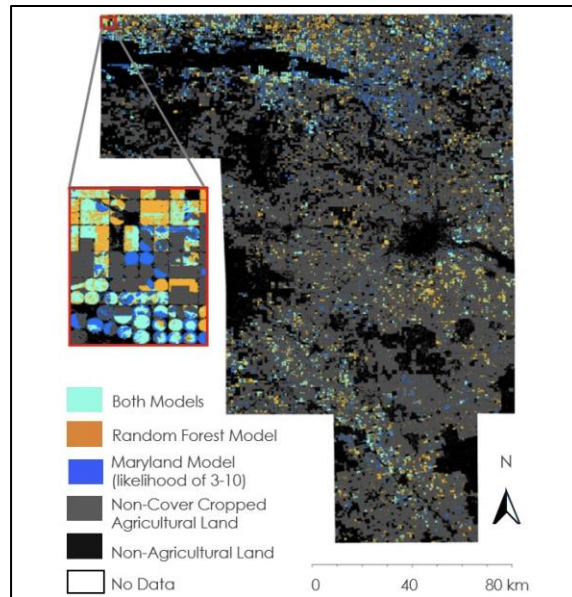 Both Models
Random Forest Model
Maryland Model
(likelihood of 3-10)
Non-Cover Cropped
Agricultural Land
Non-Agricultural Land
No Data
N
0 40 80 km